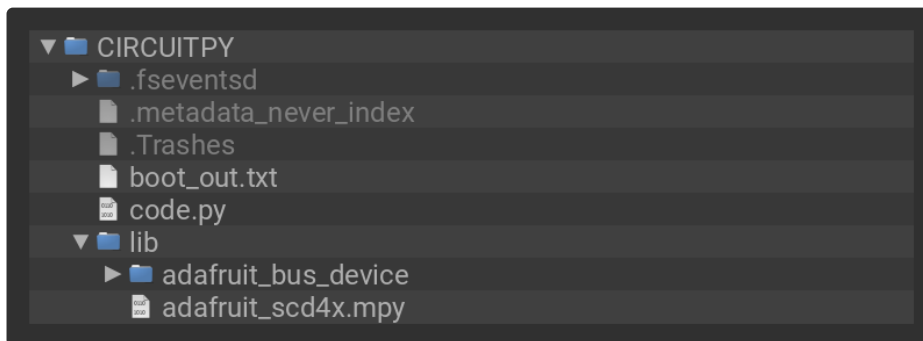 CIRCUITPY
.fseventsd
.metadata_never_index
.Trashes
boot_out.txt
code.py
lib
adafruit_bus_device
adafruit_scd4x.mpy